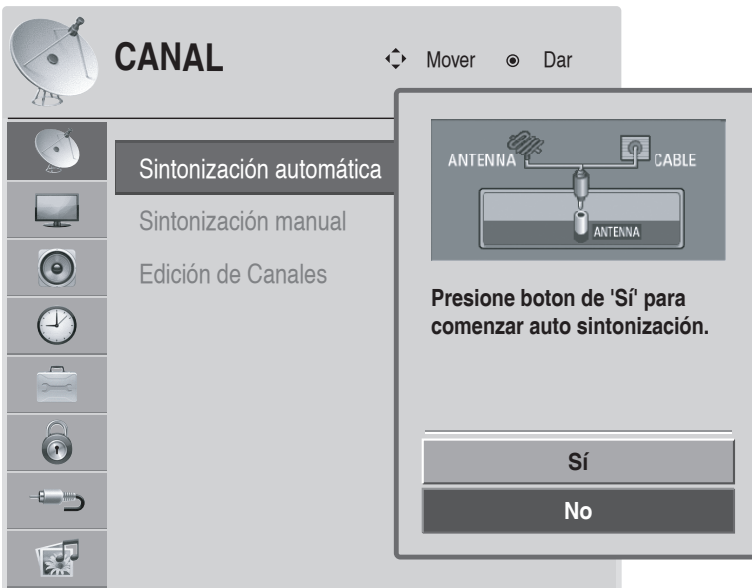 CANAL
Mover Dar
Sintonización automática
Sintonización manual
Edición de Canales
ANTENNA CABLE
ANTENNA
Presione boton de 'Sí' para
comenzar auto sintonización.
Sí
No